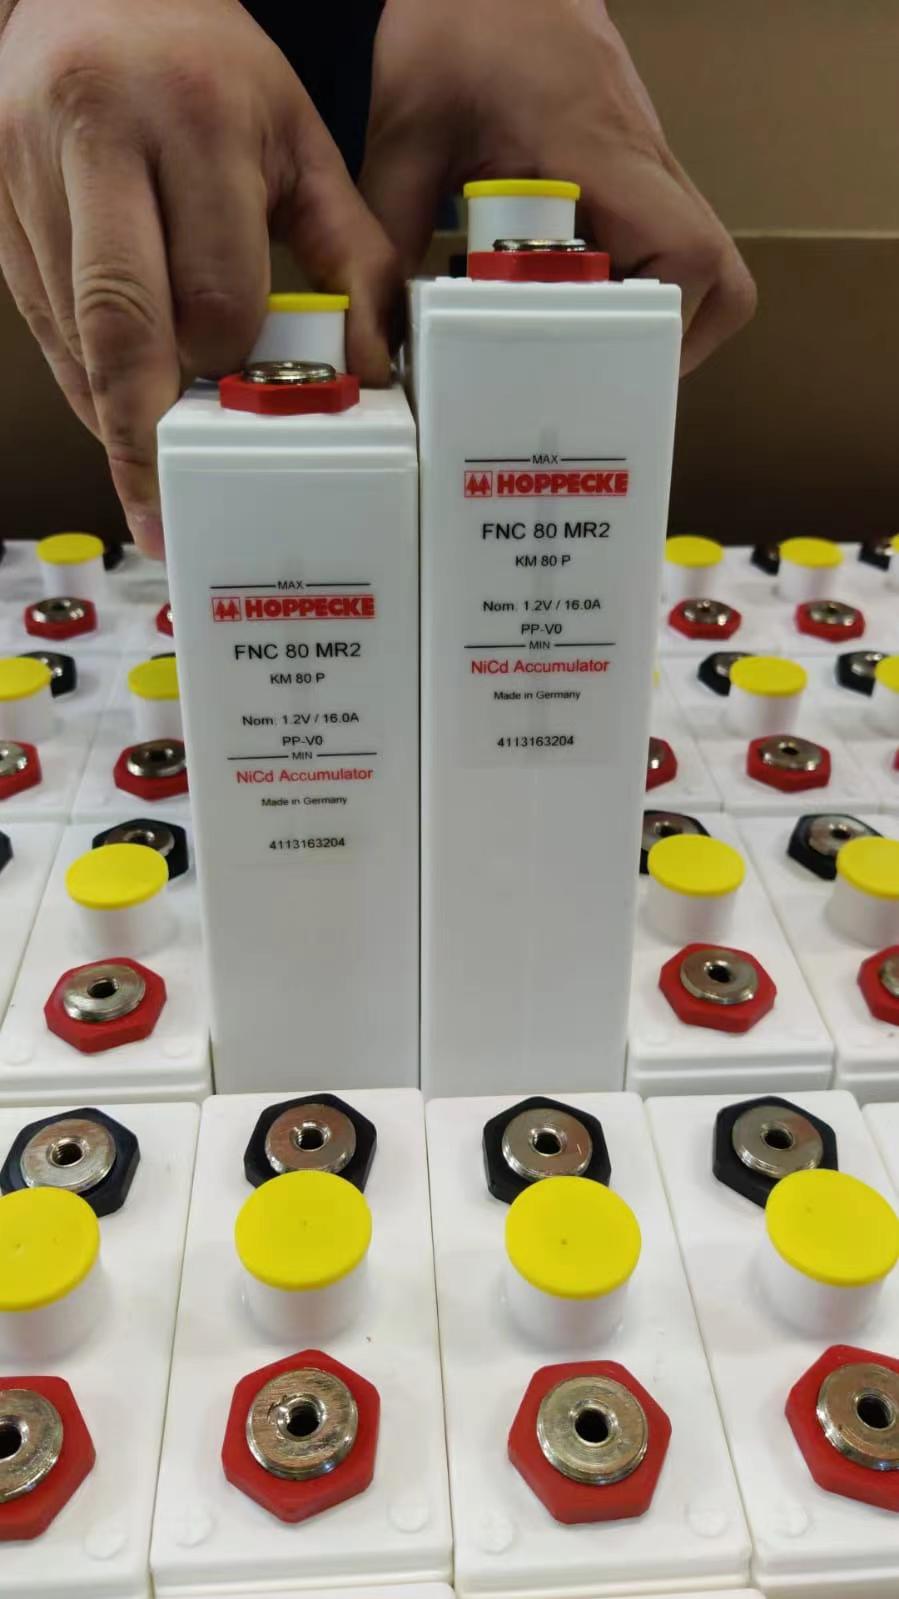 MAX
HOPPECKE
FNC 80 MR2
KM 80 P
Nom. 1.2V / 16.0A
PP-V0
MIN
NiCd Accumulator
Made in Germany
4113163204
MAX
HOPPECKE
FNC 80 MR2
KM 80 P
Nom. 1.2V / 16.0A
PP-V0
MIN
NiCd Accumulator
Made in Germany
4113163204